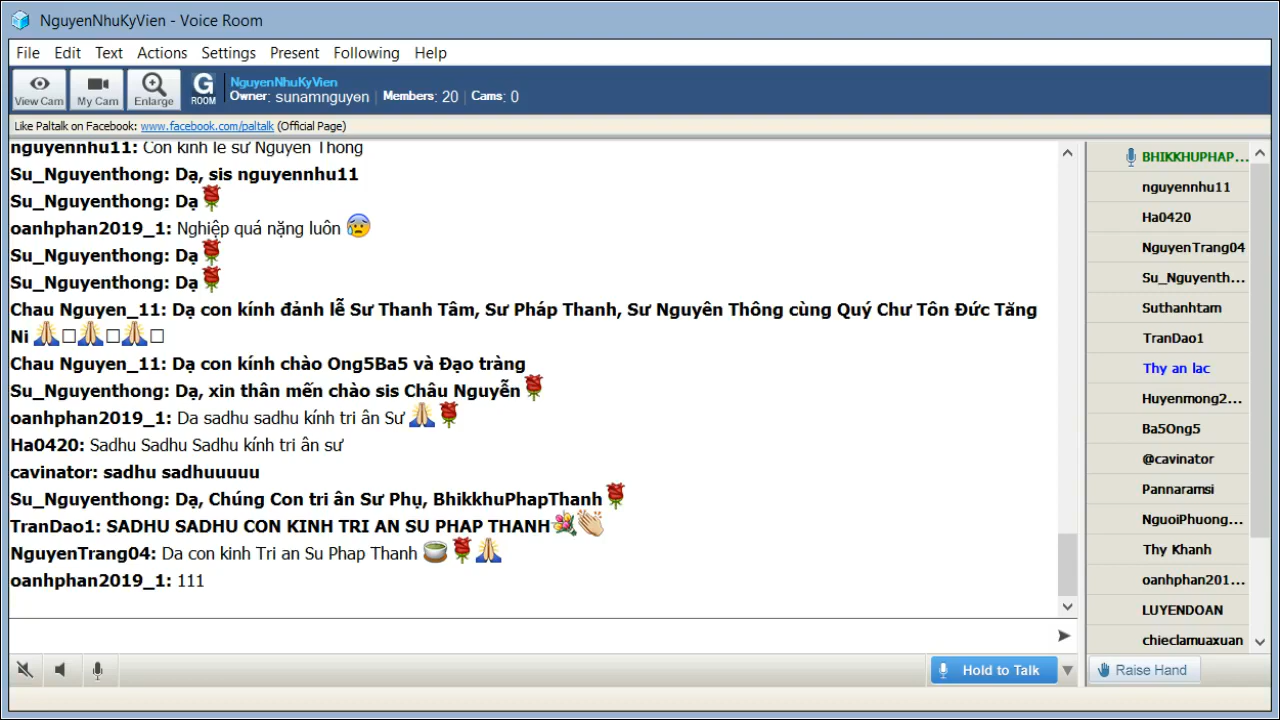 NguyenNhuKyVien - Voice Room
File Edit Text Actions Settings Present Following Help
View Cam
My Cam
Enlarge
G
ROOM
NguyenNhuKyVien
Owner: sunamnguyen | Members: 20 | Cams: 0
Like Paltalk on Facebook: www.facebook.com/paltalk (Official Page)
nguyennhu11: Con kinh le sư Nguyen Thong
Su_Nguyenthong: Dạ, sis nguyennhu11
Su_Nguyenthong: Dạ
oanhphan2019_1: Nghiệp quá nặng luôn
Su_Nguyenthong: Dạ
Su_Nguyenthong: Dạ
Chau Nguyen_11: Dạ con kính đảnh lễ Sư Thanh Tâm, Sư Pháp Thanh, Sư Nguyên Thông cùng Quý Chư Tôn Đức Tăng
Ni 🙏□🙏□🙏□
Chau Nguyen_11: Dạ con kính chào Ong5Ba5 và Đạo tràng
Su_Nguyenthong: Dạ, xin thân mến chào sis Châu Nguyễn
oanhphan2019_1: Da sadhu sadhu kính tri ân Sư
Ha0420: Sadhu Sadhu Sadhu kính tri ân sư
cavinator: sadhu sadhuuuuu
Su_Nguyenthong: Dạ, Chúng Con tri ân Sư Phụ, BhikkhuPhapThanh
TranDao1: SADHU SADHU CON KINH TRI AN SU PHAP THANH
NguyenTrang04: Da con kinh Tri an Su Phap Thanh
oanhphan2019_1: 111
BHIKKHUPHAP...
nguyennhu11
Ha0420
NguyenTrang04
Su_Nguyenth...
Suthanhtam
TranDao1
Thy an lac
Huyenmong2...
Ba5Ong5
@cavinator
Pannaramsi
NguoiPhuong...
Thy Khanh
oanhphan201...
LUYENDOAN
chieclamuaxuan
Hold to Talk
Raise Hand